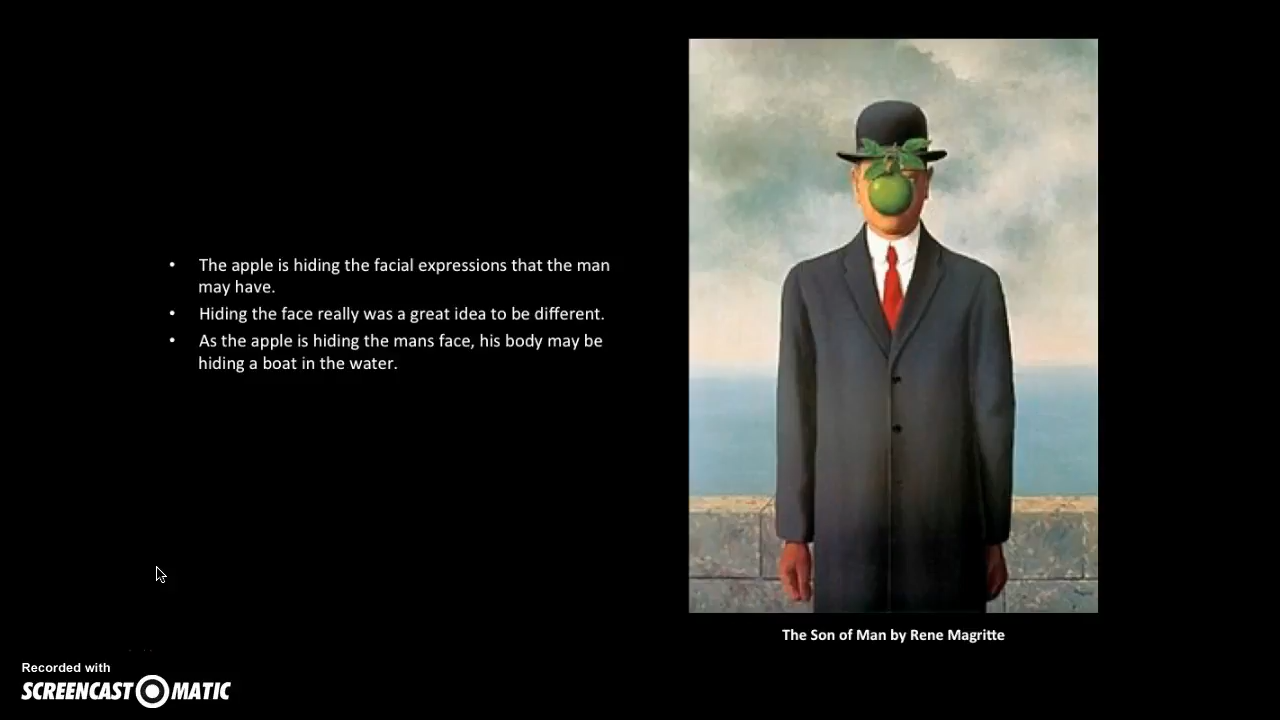 • The apple is hiding the facial expressions that the man
may have.
• Hiding the face really was a great idea to be different.
• As the apple is hiding the mans face, his body may be
hiding a boat in the water.
The Son of Man by Rene Magritte
Recorded with
SCREENCAST MATIC